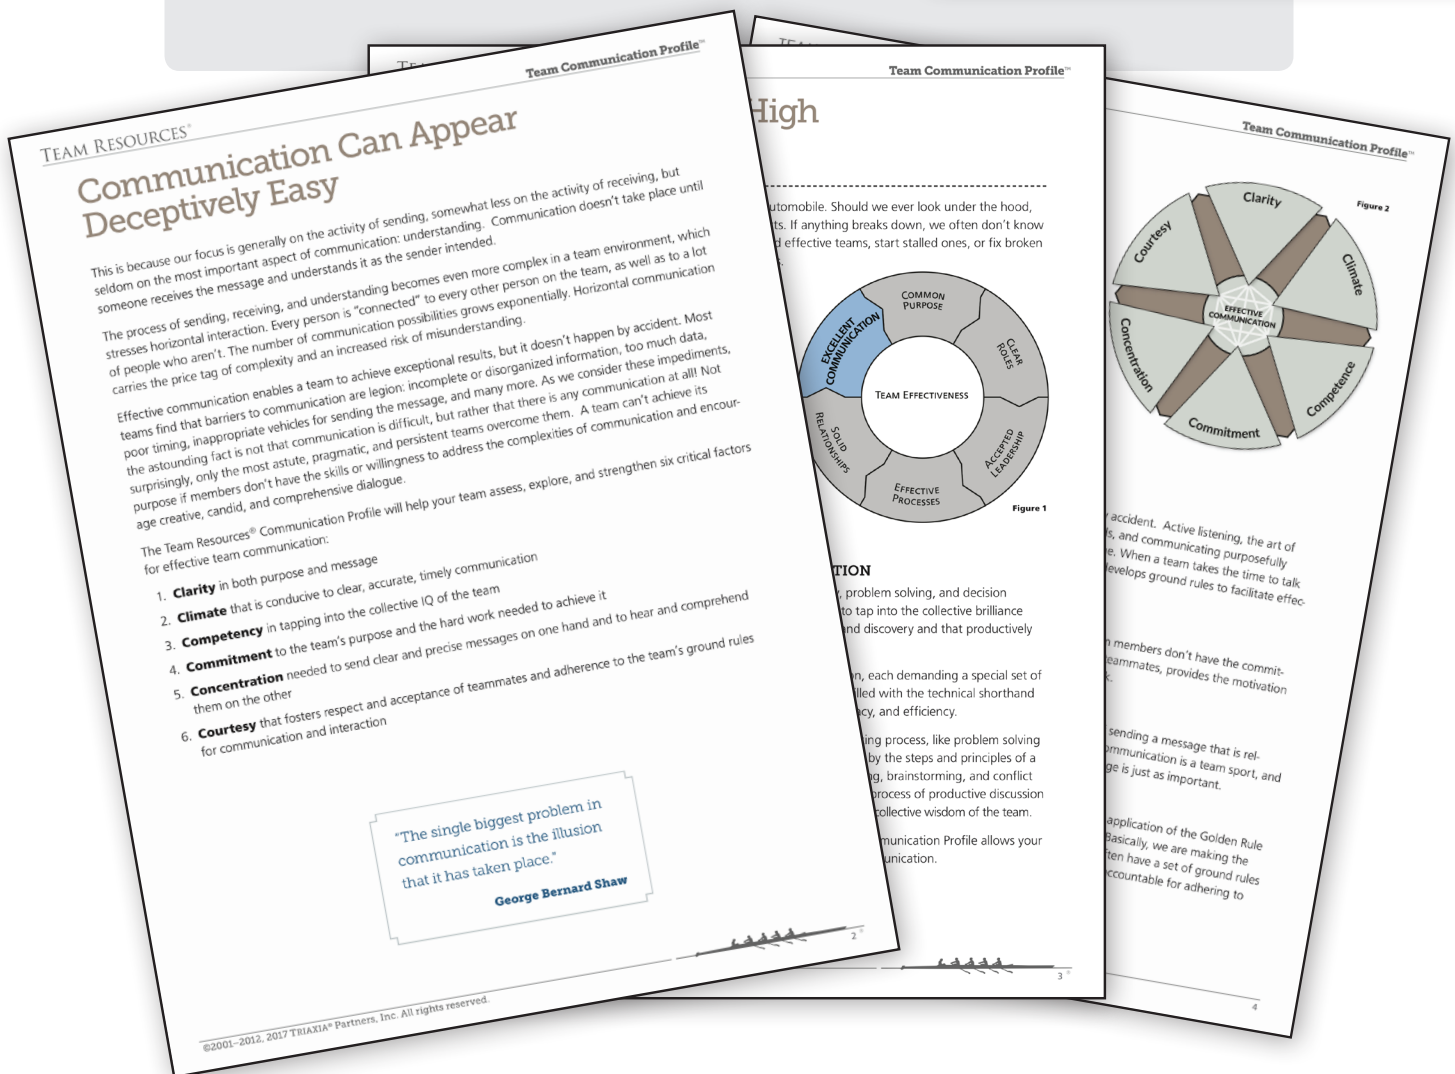 TEAM RESOURCES®
Team Communication Profile™
Communication Can Appear
Deceptively Easy
This is because our focus is generally on the activity of sending, somewhat less on the activity of receiving, but
seldom on the most important aspect of communication: understanding. Communication doesn't take place until
someone receives the message and understands it as the sender intended.
The process of sending, receiving, and understanding becomes even more complex in a team environment, which
stresses horizontal interaction. Every person is "connected" to every other person on the team, as well as to a lot
of people who aren't. The number of communication possibilities grows exponentially. Horizontal communication
carries the price tag of complexity and an increased risk of misunderstanding.
Effective communication enables a team to achieve exceptional results, but it doesn't happen by accident. Most
teams find that barriers to communication are legion: incomplete or disorganized information, too much data,
poor timing, inappropriate vehicles for sending the message, and many more. As we consider these impediments,
the astounding fact is not that communication is difficult, but rather that there is any communication at all! Not
surprisingly, only the most astute, pragmatic, and persistent teams overcome them. A team can't achieve its
purpose if members don't have the skills or willingness to address the complexities of communication and encour-
age creative, candid, and comprehensive dialogue.
The Team Resources® Communication Profile will help your team assess, explore, and strengthen six critical factors
for effective team communication:
1. Clarity in both purpose and message
2. Climate that is conducive to clear, accurate, timely communication
3. Competency in tapping into the collective IQ of the team
4. Commitment to the team's purpose and the hard work needed to achieve it
5. Concentration needed to send clear and precise messages on one hand and to hear and comprehend
them on the other
6. Courtesy that fosters respect and acceptance of teammates and adherence to the team's ground rules
for communication and interaction
"The single biggest problem in
communication is the illusion
that it has taken place."
George Bernard Shaw
2
©2001–2012, 2017 TRIAXIA® Partners, Inc. All rights reserved.
Team Communication Profile™
High
utomobile. Should we ever look under the hood,
ts. If anything breaks down, we often don't know
d effective teams, start stalled ones, or fix broken
s.
COMMON
PURPOSE
CLEAR
ROLES
ACCEPTED
LEADERSHIP
EFFECTIVE
PROCESSES
SOLID
RELATIONSHIPS
EXCELLENT
COMMUNICATION
TEAM EFFECTIVENESS
Figure 1
TION
, problem solving, and decision
to tap into the collective brilliance
and discovery and that productively
n, each demanding a special set of
lled with the technical shorthand
ncy, and efficiency.
ing process, like problem solving
by the steps and principles of a
ng, brainstorming, and conflict
process of productive discussion
collective wisdom of the team.
munication Profile allows your
unication.
3
Team Communication Profile™
Figure 2
Clarity
Climate
Competence
Commitment
Concentration
Courtesy
EFFECTIVE
COMMUNICATION
accident. Active listening, the art of
s, and communicating purposefully
e. When a team takes the time to talk
evelops ground rules to facilitate effec-
members don't have the commit-
teammates, provides the motivation
k.
sending a message that is rel-
ommunication is a team sport, and
ge is just as important.
application of the Golden Rule
Basically, we are making the
ften have a set of ground rules
ccountable for adhering to
4